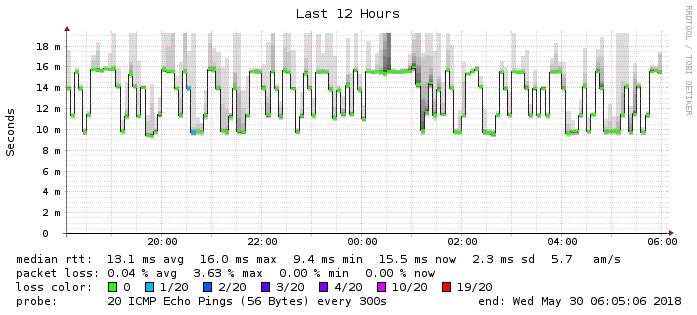 Last 12 Hours
RRDTOOL / TOBI OETIKER
Seconds
18 m
16 m
14 m
12 m
10 m
8 m
6 m
4 m
2 m
0
20:00 22:00 00:00 02:00 04:00 06:00
median rtt: 13.1 ms avg 16.0 ms max 9.4 ms min 15.5 ms now 2.3 ms sd 5.7 am/s
packet loss: 0.04 % avg 3.63 % max 0.00 % min 0.00 % now
loss color: 0 1/20 2/20 3/20 4/20 10/20 19/20
probe: 20 ICMP Echo Pings (56 Bytes) every 300s end: Wed May 30 06:05:06 2018